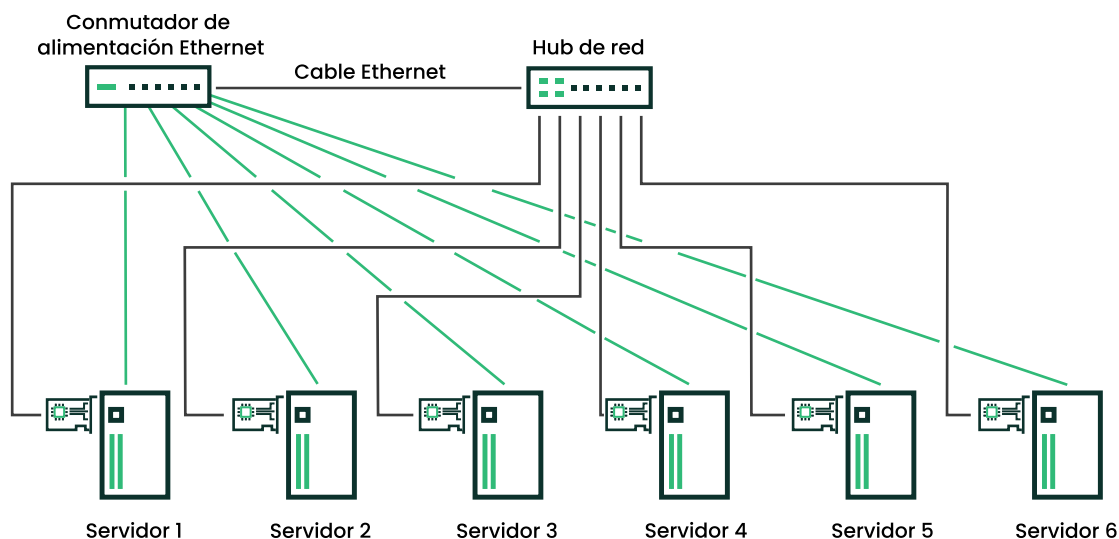 Conmutador de
alimentación Ethernet
Cable Ethernet
Hub de red
Servidor 1
Servidor 2
Servidor 3
Servidor 4
Servidor 5
Servidor 6